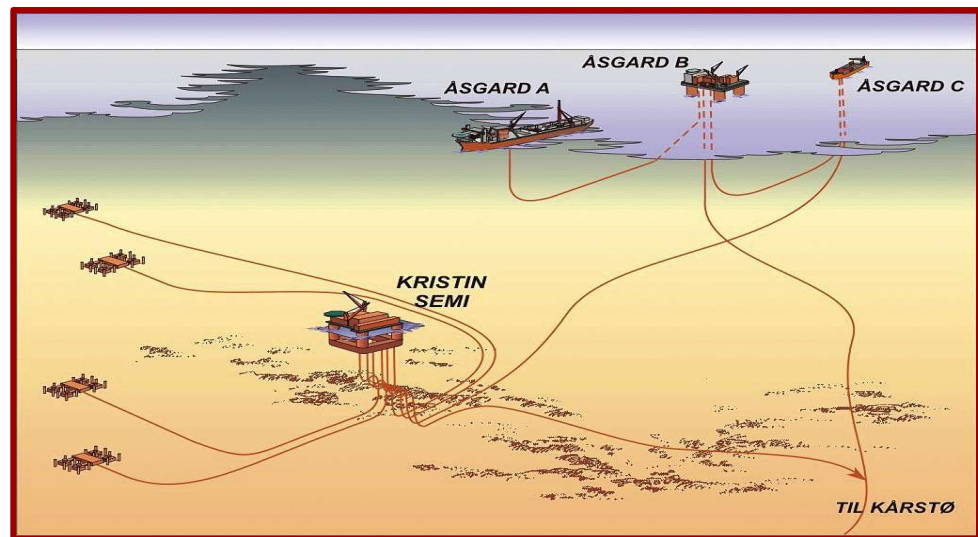 ÅSGARD A
ÅSGARD B
ÅSGARD C
KRISTIN
SEMI
TIL KÅRSTØ